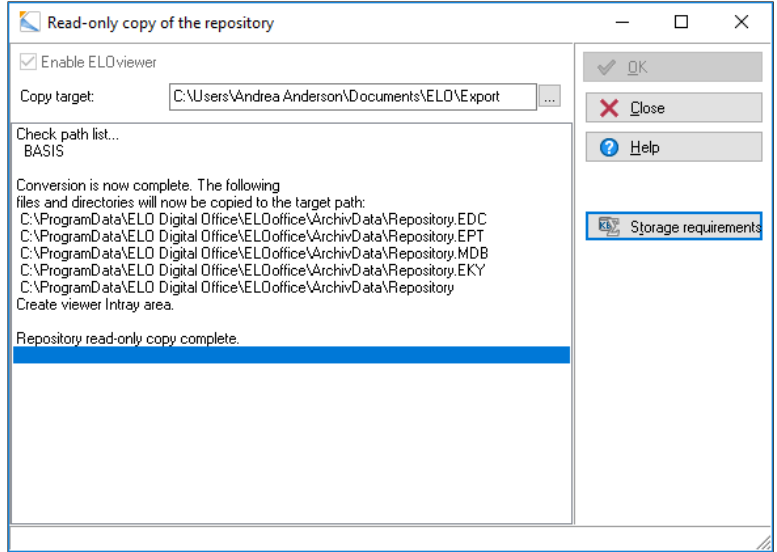 Read-only copy of the repository
Enable ELOviewer
Copy target:
C:\Users\Andrea Anderson\Documents\ELO\Export
...
Check path list...
BASIS
Conversion is now complete. The following
files and directories will now be copied to the target path:
C:\ProgramData\ELO Digital Office\ELOoffice\ArchivData\Repository.EDC
C:\ProgramData\ELO Digital Office\ELOoffice\ArchivData\Repository.EPT
C:\ProgramData\ELO Digital Office\ELOoffice\ArchivData\Repository.MDB
C:\ProgramData\ELO Digital Office\ELOoffice\ArchivData\Repository.EKY
C:\ProgramData\ELO Digital Office\ELOoffice\ArchivData\Repository
Create viewer Intray area.
Repository read-only copy complete.
OK
Close
Help
Storage requirements